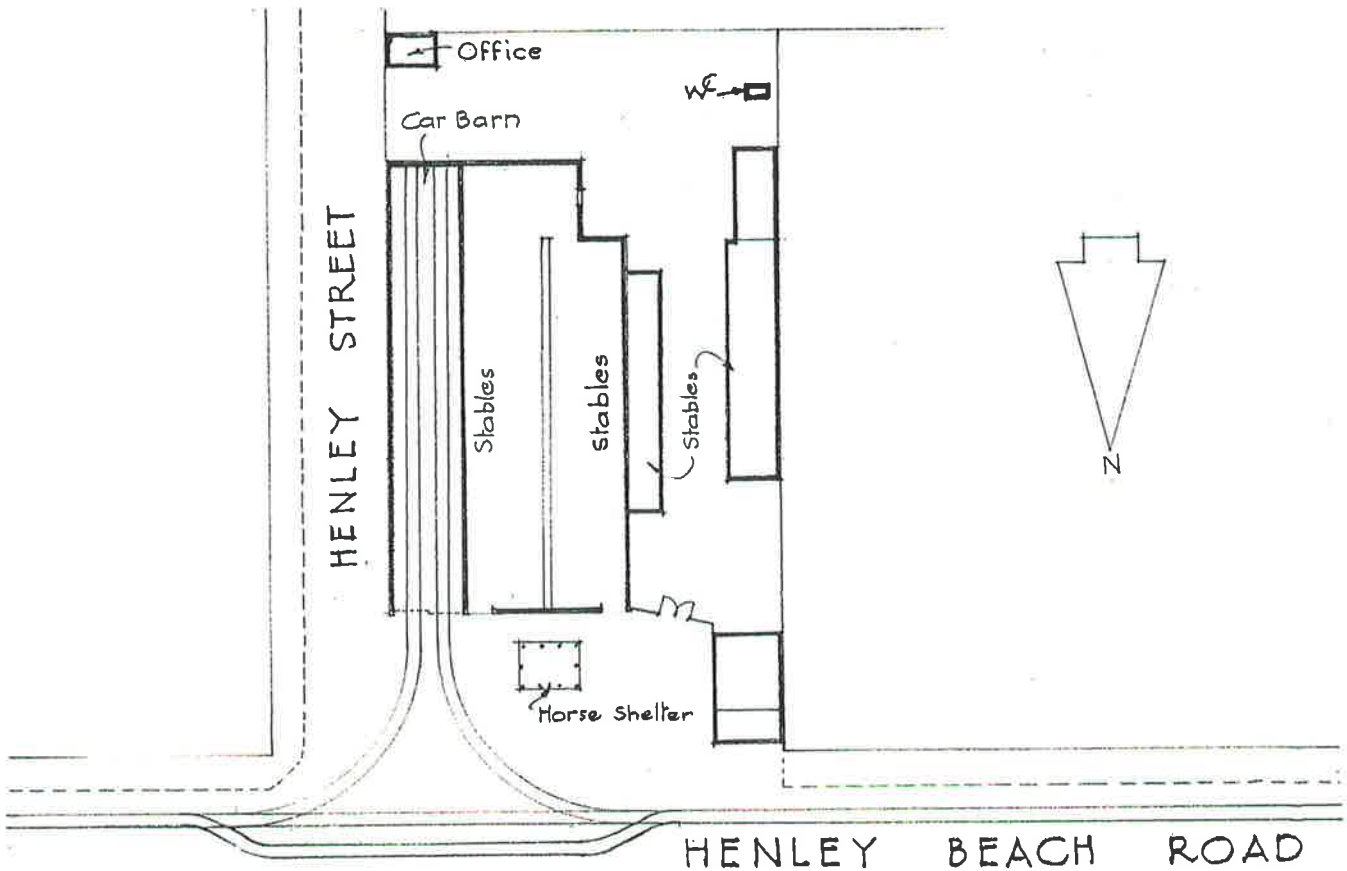 Office
WC
Car Barn
HENLEY STREET
Stables
Stables
Stables
N
Horse Shelter
HENLEY BEACH ROAD